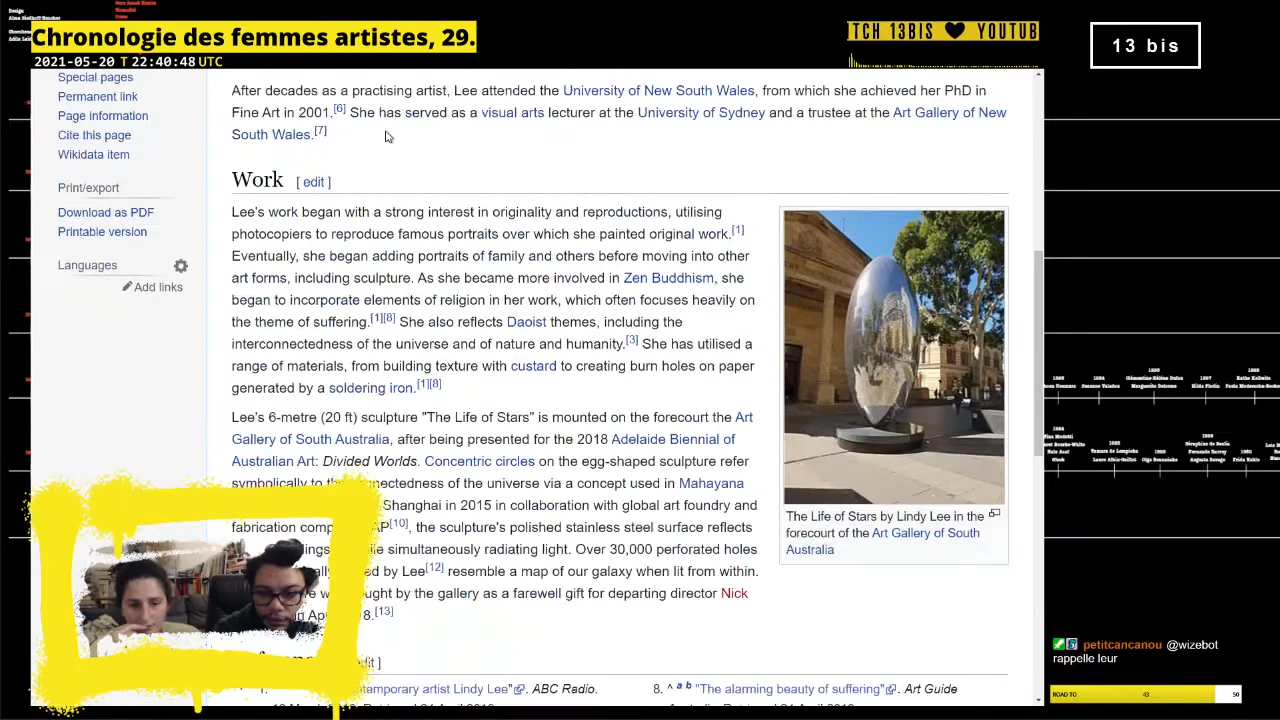 Design
Chronologie des femmes artistes, 29.
2021-05-20 T 22:40:48 UTC
TCH 13BIS ♥ YOUTUB
13 bis
Special pages
Permanent link
Page information
Cite this page
Wikidata item
Print/export
Download as PDF
Printable version
Languages
Add links
After decades as a practising artist, Lee attended the University of New South Wales, from which she achieved her PhD in
Fine Art in 2001.[6] She has served as a visual arts lecturer at the University of Sydney and a trustee at the Art Gallery of New
South Wales.[7]
Work [ edit ]
Lee's work began with a strong interest in originality and reproductions, utilising
photocopiers to reproduce famous portraits over which she painted original work.[1]
Eventually, she began adding portraits of family and others before moving into other
art forms, including sculpture. As she became more involved in Zen Buddhism, she
began to incorporate elements of religion in her work, which often focuses heavily on
the theme of suffering.[1][8] She also reflects Daoist themes, including the
interconnectedness of the universe and of nature and humanity.[3] She has utilised a
range of materials, from building texture with custard to creating burn holes on paper
generated by a soldering iron.[1][8]
Lee's 6-metre (20 ft) sculpture "The Life of Stars" is mounted on the forecourt the Art
Gallery of South Australia, after being presented for the 2018 Adelaide Biennial of
Australian Art: Divided Worlds. Concentric circles on the egg-shaped sculpture refer
symbolically to th nectedness of the universe via a concept used in Mahayana
Shanghai in 2015 in collaboration with global art foundry and
fabrication comp AP[10], the sculpture's polished stainless steel surface reflects
simultaneously radiating light. Over 30,000 perforated holes
d by Lee[12] resemble a map of our galaxy when lit from within.
ught by the gallery as a farewell gift for departing director Nick
8.[13]
The Life of Stars by Lindy Lee in the
forecourt of the Art Gallery of South
Australia
edit ]
temporary artist Lindy Lee". ABC Radio.
8. ^ a b "The alarming beauty of suffering". Art Guide
petitcancanou @wizebot
rappelle leur
ROAD TO 43 50